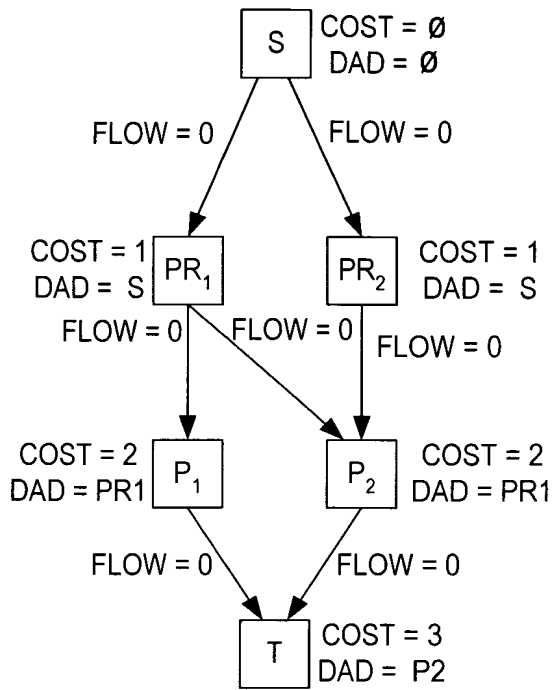 S
COST = Ø
DAD = Ø
FLOW = 0
FLOW = 0
COST = 1
DAD = S
PR1
PR2
COST = 1
DAD = S
FLOW = 0
FLOW = 0
FLOW = 0
COST = 2
DAD = PR1
P1
P2
COST = 2
DAD = PR1
FLOW = 0
FLOW = 0
T
COST = 3
DAD = P2